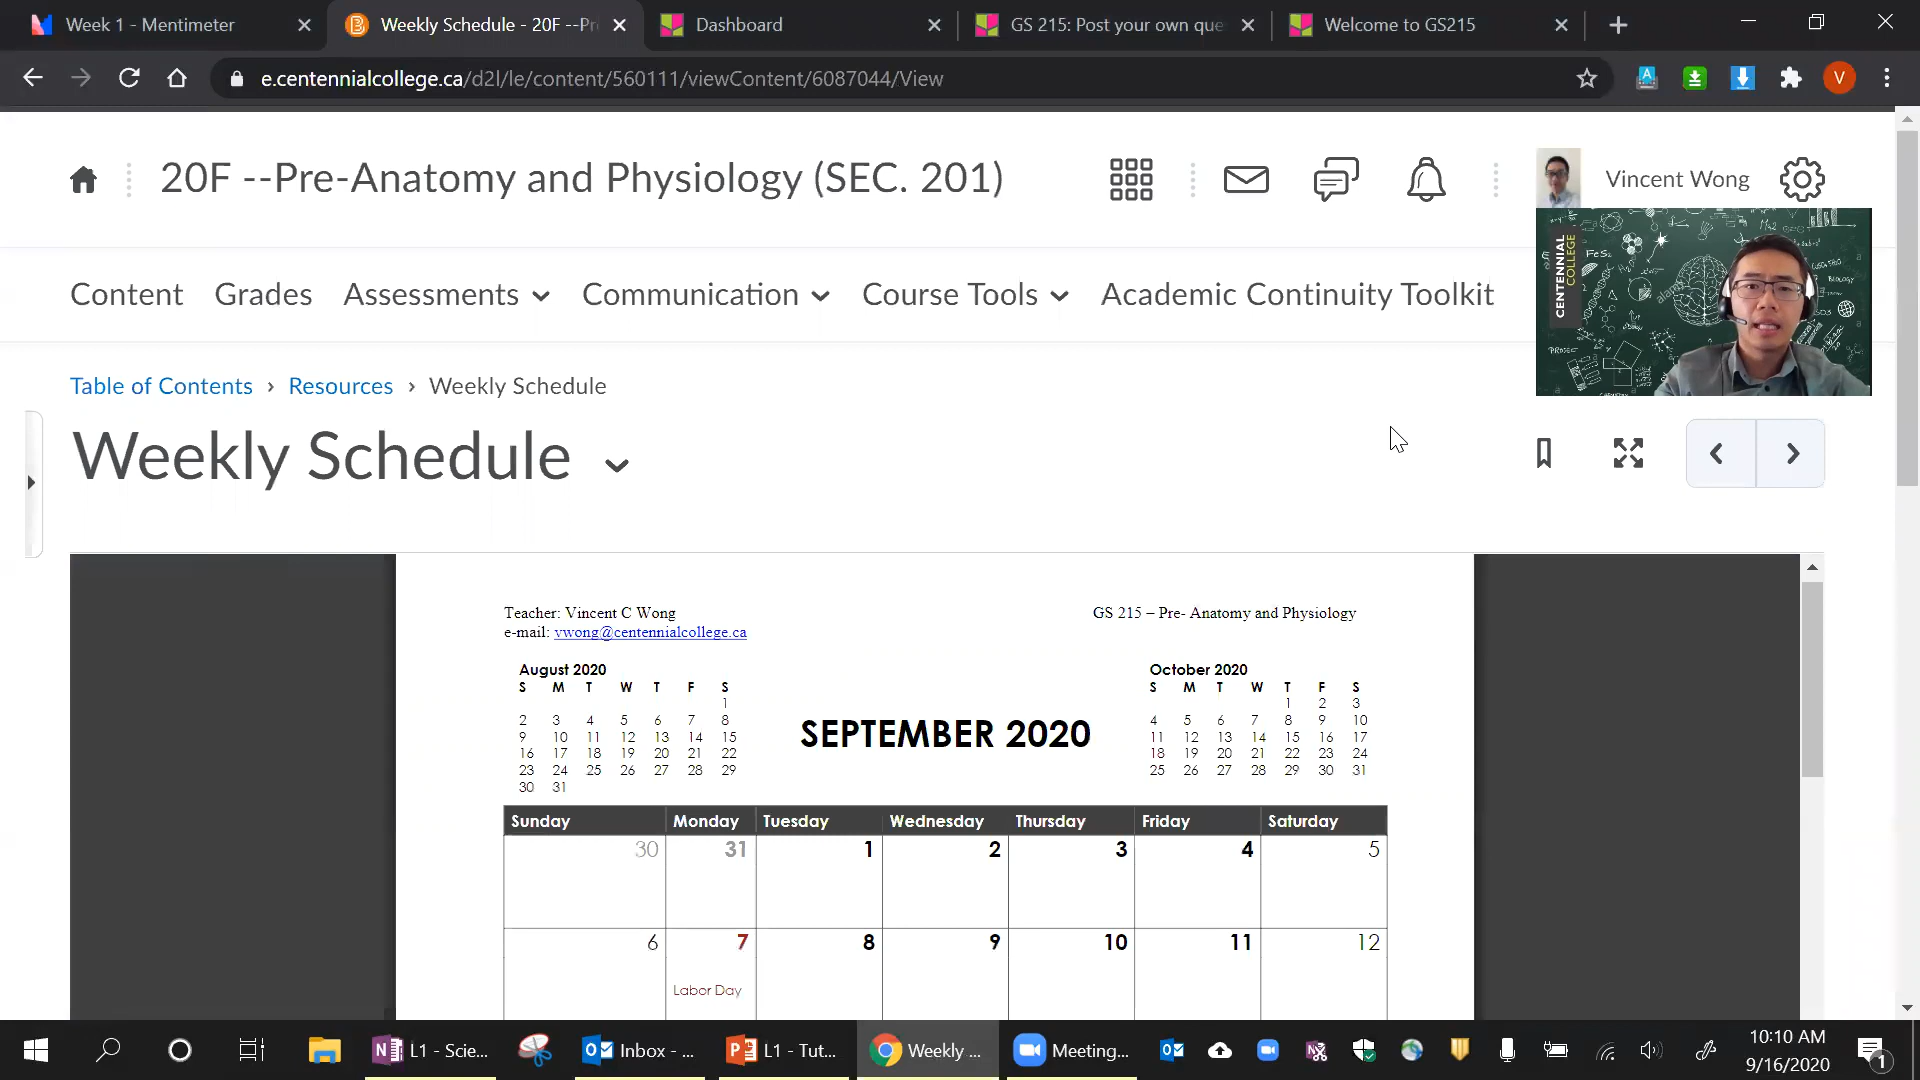 Week 1 - Mentimeter
Weekly Schedule - 20F --Pr
Dashboard
GS 215: Post your own que
Welcome to GS215
e.centennialcollege.ca/d2l/le/content/560111/viewContent/6087044/View
V
20F --Pre-Anatomy and Physiology (SEC. 201)
Vincent Wong
CENTENNIAL
COLLEGE
Content Grades Assessments Communication Course Tools Academic Continuity Toolkit
Table of Contents › Resources › Weekly Schedule
Weekly Schedule
Teacher: Vincent C Wong
GS 215 – Pre- Anatomy and Physiology
e-mail: vwong@centennialcollege.ca
August 2020
S M T W T F S
1
2 3 4 5 6 7 8
9 10 11 12 13 14 15
16 17 18 19 20 21 22
23 24 25 26 27 28 29
30 31
SEPTEMBER 2020
October 2020
S M T W T F S
1 2 3
4 5 6 7 8 9 10
11 12 13 14 15 16 17
18 19 20 21 22 23 24
25 26 27 28 29 30 31
Sunday Monday Tuesday Wednesday Thursday Friday Saturday
30 31 1 2 3 4 5
6 7 8 9 10 11 12
Labor Day
L1 - Scie...
Inbox - ...
L1 - Tut...
Weekly ...
Meeting...
10:10 AM
9/16/2020
1